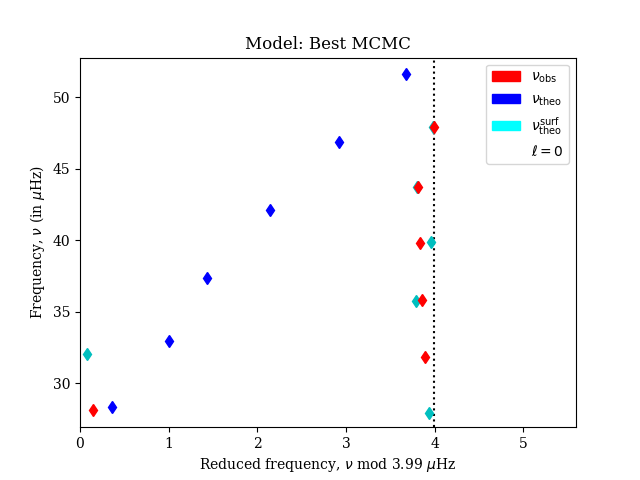 Model: Best MCMC
ν_obs
ν_theo
ν_theo^surf
ℓ = 0
Frequency, ν (in μHz)
50
45
40
35
30
0 1 2 3 4 5
Reduced frequency, ν mod 3.99 μHz